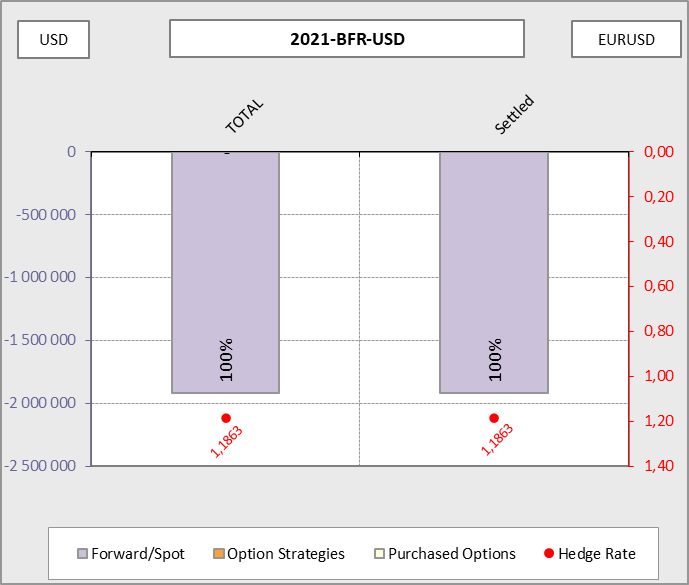 USD
2021-BFR-USD
EURUSD
TOTAL
Settled
0
-500 000
-1 000 000
-1 500 000
-2 000 000
-2 500 000
0,00
0,20
0,40
0,60
0,80
1,00
1,20
1,40
-
100%
100%
1,1863
1,1863
Forward/Spot
Option Strategies
Purchased Options
Hedge Rate